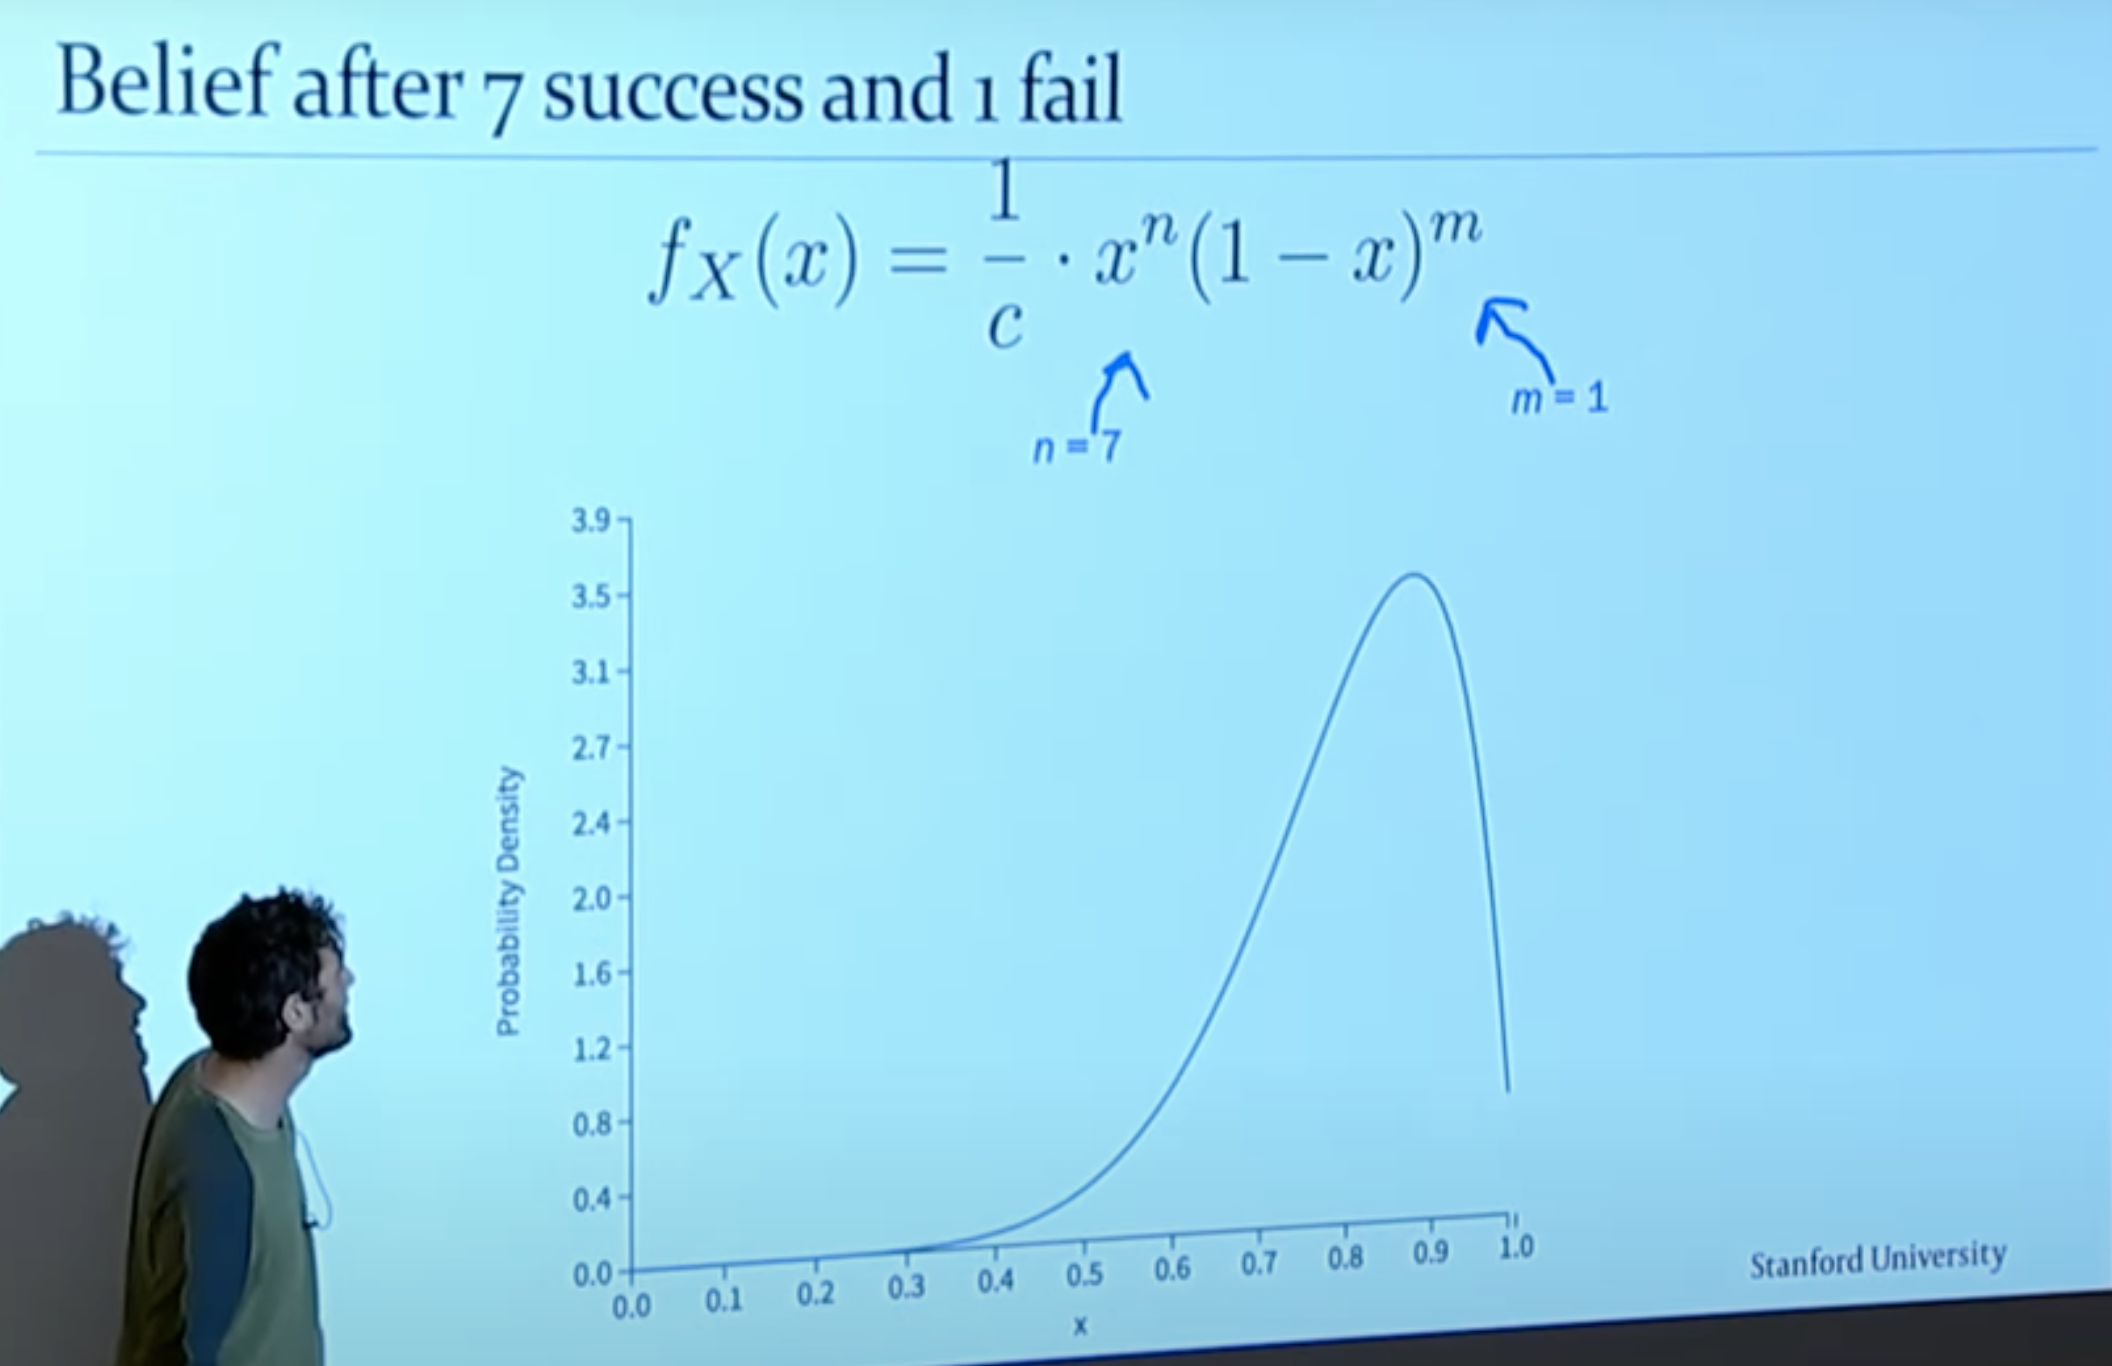 Belief after 7 success and 1 fail
f_X(x) = 1/c · x^n(1 − x)^m
m = 1
n = 7
3.9
3.5
3.1
2.7
2.4
2.0
1.6
1.2
0.8
0.4
0.0
Probability Density
0.0 0.1 0.2 0.3 0.4 0.5 0.6 0.7 0.8 0.9 1.0
x
Stanford University